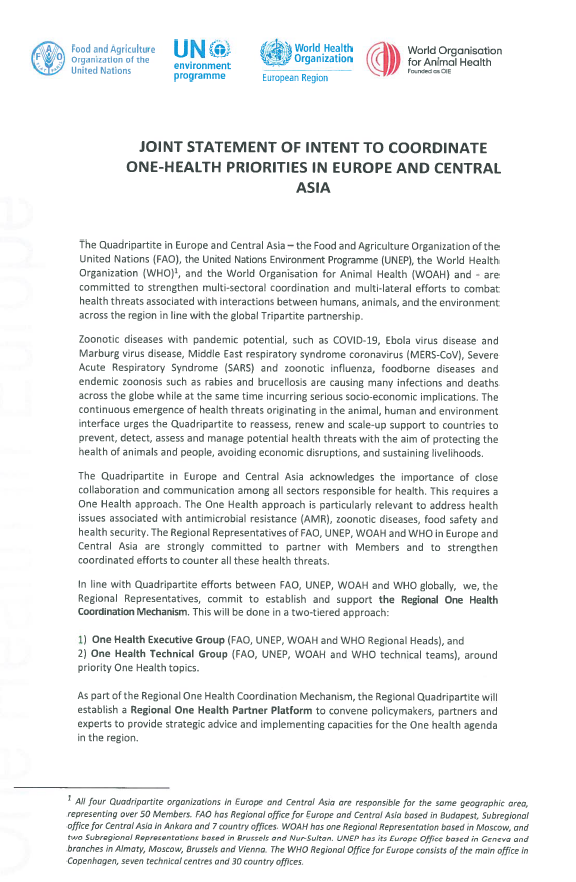 Food and Agriculture
Organization of the
United Nations
UN
environment
programme
World Health
Organization
European Region
World Organisation
for Animal Health
Founded as OIE
JOINT STATEMENT OF INTENT TO COORDINATE
ONE-HEALTH PRIORITIES IN EUROPE AND CENTRAL
ASIA
The Quadripartite in Europe and Central Asia – the Food and Agriculture Organization of the
United Nations (FAO), the United Nations Environment Programme (UNEP), the World Health
Organization (WHO)1, and the World Organisation for Animal Health (WOAH) and - are
committed to strengthen multi-sectoral coordination and multi-lateral efforts to combat
health threats associated with interactions between humans, animals, and the environment
across the region in line with the global Tripartite partnership.
Zoonotic diseases with pandemic potential, such as COVID-19, Ebola virus disease and
Marburg virus disease, Middle East respiratory syndrome coronavirus (MERS-CoV), Severe
Acute Respiratory Syndrome (SARS) and zoonotic influenza, foodborne diseases and
endemic zoonosis such as rabies and brucellosis are causing many infections and deaths
across the globe while at the same time incurring serious socio-economic implications. The
continuous emergence of health threats originating in the animal, human and environment
interface urges the Quadripartite to reassess, renew and scale-up support to countries to
prevent, detect, assess and manage potential health threats with the aim of protecting the
health of animals and people, avoiding economic disruptions, and sustaining livelihoods.
The Quadripartite in Europe and Central Asia acknowledges the importance of close
collaboration and communication among all sectors responsible for health. This requires a
One Health approach. The One Health approach is particularly relevant to address health
issues associated with antimicrobial resistance (AMR), zoonotic diseases, food safety and
health security. The Regional Representatives of FAO, UNEP, WOAH and WHO in Europe and
Central Asia are strongly committed to partner with Members and to strengthen
coordinated efforts to counter all these health threats.
In line with Quadripartite efforts between FAO, UNEP, WOAH and WHO globally, we, the
Regional Representatives, commit to establish and support the Regional One Health
Coordination Mechanism. This will be done in a two-tiered approach:
1) One Health Executive Group (FAO, UNEP, WOAH and WHO Regional Heads), and
2) One Health Technical Group (FAO, UNEP, WOAH and WHO technical teams), around
priority One Health topics.
As part of the Regional One Health Coordination Mechanism, the Regional Quadripartite will
establish a Regional One Health Partner Platform to convene policymakers, partners and
experts to provide strategic advice and implementing capacities for the One health agenda
in the region.
1 All four Quadripartite organizations in Europe and Central Asia are responsible for the same geographic area,
representing over 50 Members. FAO has Regional office for Europe and Central Asia based in Budapest, Subregional
office for Central Asia in Ankara and 7 country offices. WOAH has one Regional Representation based in Moscow, and
two Subregional Representations based in Brussels and Nur-Sultan. UNEP has its Europe Office based in Geneva and
branches in Almaty, Moscow, Brussels and Vienna. The WHO Regional Office for Europe consists of the main office in
Copenhagen, seven technical centres and 30 country offices.